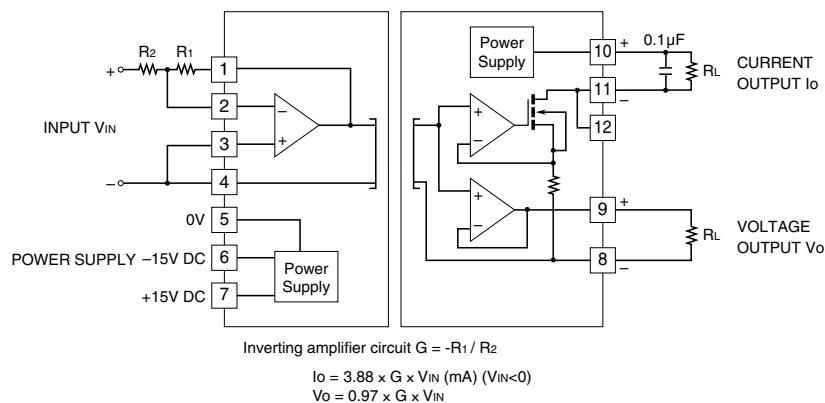 R2 R1
+
1
2
− 
+
INPUT VIN
3
−
4
0V
5
POWER SUPPLY −15V DC
6
+15V DC
7
Power
Supply
Power
Supply
10
+
0.1µF
RL
CURRENT
OUTPUT Io
11
−
12
+
−
+
−
9
+
RL
VOLTAGE
OUTPUT Vo
8
−
Inverting amplifier circuit G = -R1 / R2
Io = 3.88 x G x VIN (mA) (VIN<0)
Vo = 0.97 x G x VIN